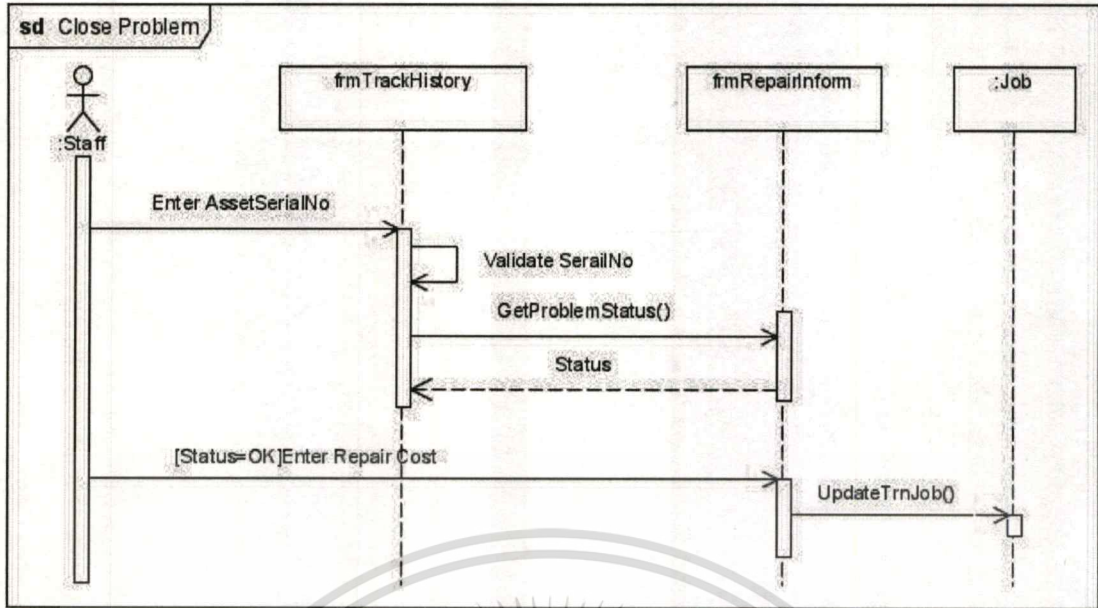 sd Close Problem
frmTrackHistory
frmRepairInform
:Job
:Staff
Enter AssetSerialNo
Validate SerailNo
GetProblemStatus()
Status
[Status=OK]Enter Repair Cost
UpdateTrnJob()